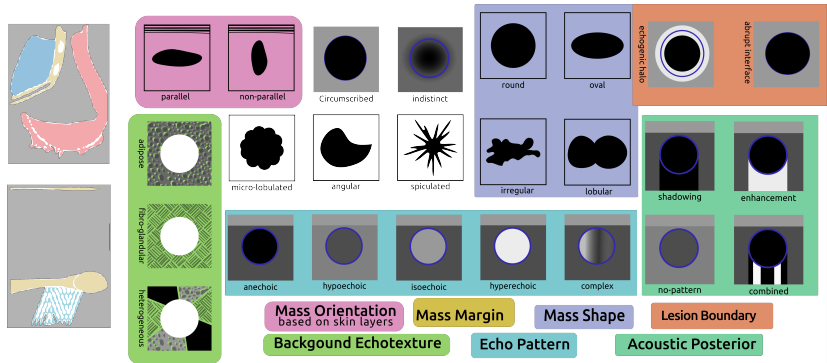 parallel
non-parallel
Circumscribed
indistinct
round
oval
echogenic halo
abrupt interface
adipose
micro-lobulated
angular
spiculated
irregular
lobular
shadowing
enhancement
fibro-glandular
anechoic
hypoechoic
isoechoic
hyperechoic
complex
no-pattern
combined
heterogeneous
Mass Orientation
based on skin layers
Mass Margin
Mass Shape
Lesion Boundary
Backgound Echotexture
Echo Pattern
Acoustic Posterior